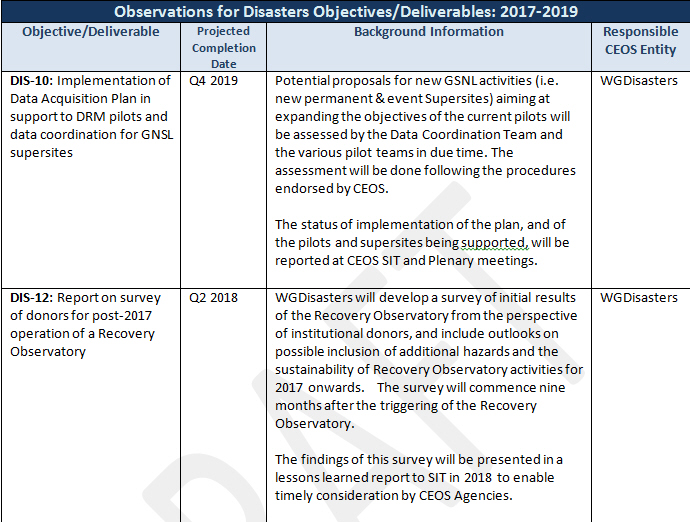 Observations for Disasters Objectives/Deliverables: 2017-2019
Objective/Deliverable
Projected
Completion
Date
Background Information
Responsible
CEOS Entity
DIS-10: Implementation of
Data Acquisition Plan in
support to DRM pilots and
data coordination for GNSL
supersites
Q4 2019
Potential proposals for new GSNL activities (i.e.
new permanent & event Supersites) aiming at
expanding the objectives of the current pilots will
be assessed by the Data Coordination Team and
the various pilot teams in due time. The
assessment will be done following the procedures
endorsed by CEOS.
The status of implementation of the plan, and of
the pilots and supersites being supported, will be
reported at CEOS SIT and Plenary meetings.
WGDisasters
DIS-12: Report on survey
of donors for post-2017
operation of a Recovery
Observatory
Q2 2018
WGDisasters will develop a survey of initial results
of the Recovery Observatory from the perspective
of institutional donors, and include outlooks on
possible inclusion of additional hazards and the
sustainability of Recovery Observatory activities for
2017 onwards. The survey will commence nine
months after the triggering of the Recovery
Observatory.
The findings of this survey will be presented in a
lessons learned report to SIT in 2018 to enable
timely consideration by CEOS Agencies.
WGDisasters
DRAFT